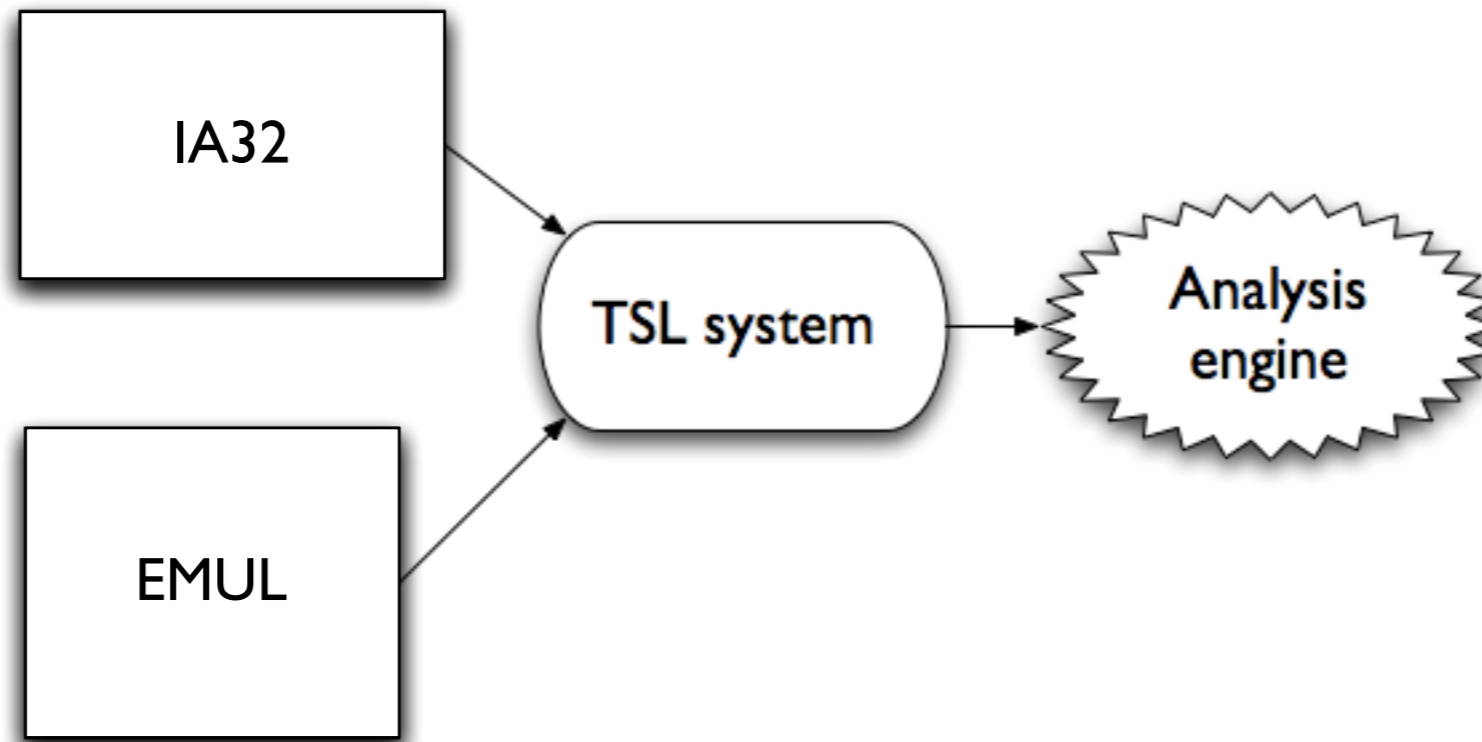 IA32
TSL system
Analysis
engine
EMUL